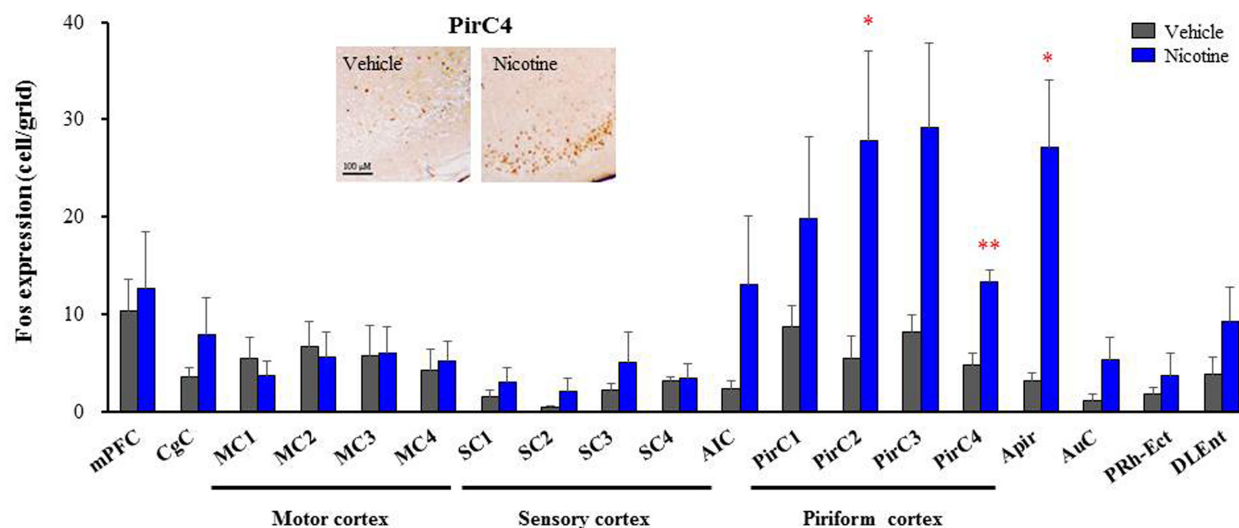 PirC4
Vehicle
Nicotine
100 µM
Vehicle
Nicotine
Fos expression (cell/grid)
40
30
20
10
0
*
*
**
mPFC
CgC
MC1
MC2
MC3
MC4
SC1
SC2
SC3
SC4
AIC
PirC1
PirC2
PirC3
PirC4
Apir
AuC
PRh-Ect
DLEnt
Motor cortex
Sensory cortex
Piriform cortex